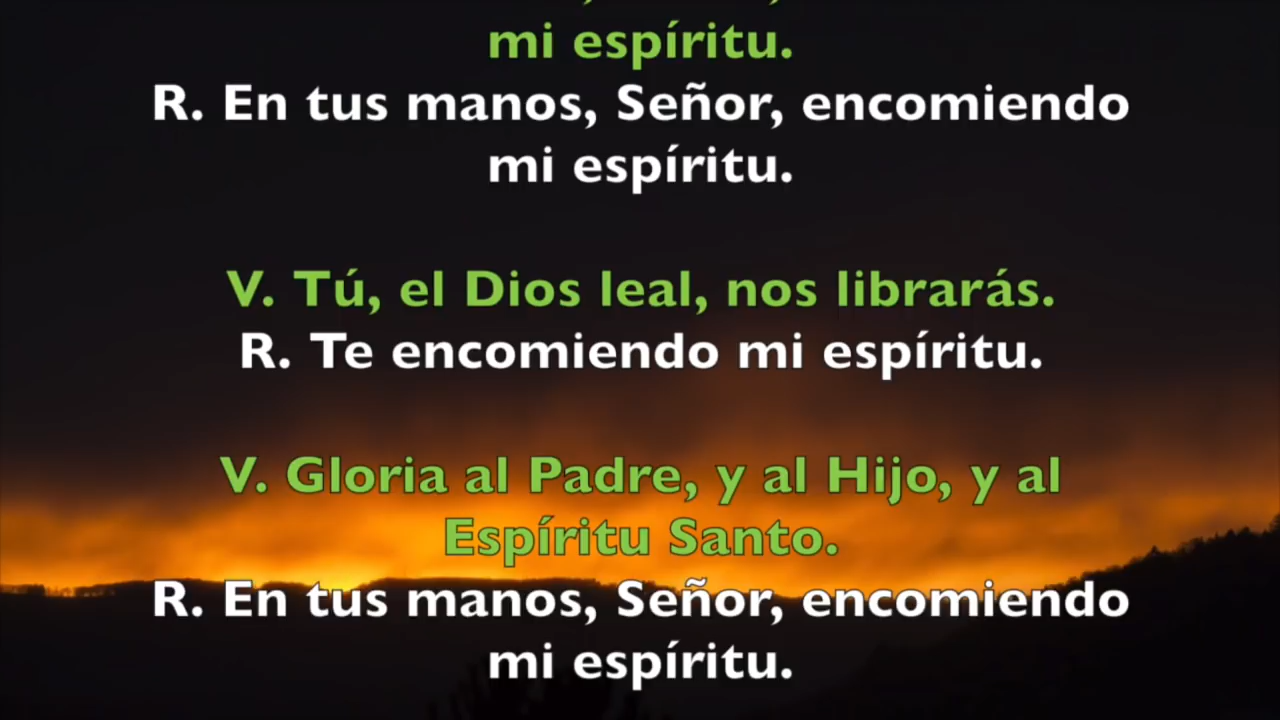 mi espíritu.
R. En tus manos, Señor, encomiendo
mi espíritu.
V. Tú, el Dios leal, nos librarás.
R. Te encomiendo mi espíritu.
V. Gloria al Padre, y al Hijo, y al
Espíritu Santo.
R. En tus manos, Señor, encomiendo
mi espíritu.